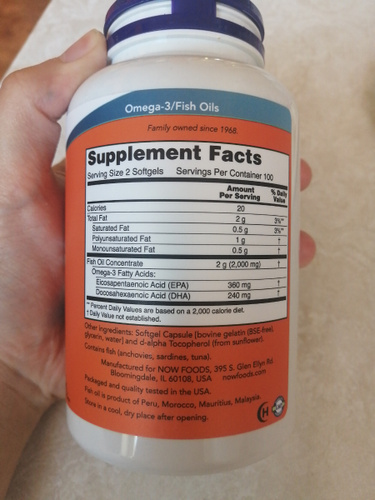 Omega-3/Fish Oils
Family owned since 1968.
Supplement Facts
Serving Size 2 Softgels Servings Per Container 100
Amount Per Serving % Daily Value
Calories 20
Total Fat 2 g 3%**
Saturated Fat 0.5 g 3%**
Polyunsaturated Fat 1 g †
Monounsaturated Fat 0.5 g †
Fish Oil Concentrate 2 g (2,000 mg) †
Omega-3 Fatty Acids:
Eicosapentaenoic Acid (EPA) 360 mg †
Docosahexaenoic Acid (DHA) 240 mg †
** Percent Daily Values are based on a 2,000 calorie diet.
† Daily Value not established.
Other ingredients: Softgel Capsule [bovine gelatin (BSE-free),
glycerin, water] and d-alpha Tocopherol (from sunflower).
Contains fish (anchovies, sardines, tuna).
Manufactured for NOW FOODS, 395 S. Glen Ellyn Rd.
Bloomingdale, IL 60108, USA nowfoods.com
Packaged and quality tested in the USA.
Fish oil is product of Peru, Morocco, Mauritius, Malaysia.
Store in a cool, dry place after opening.